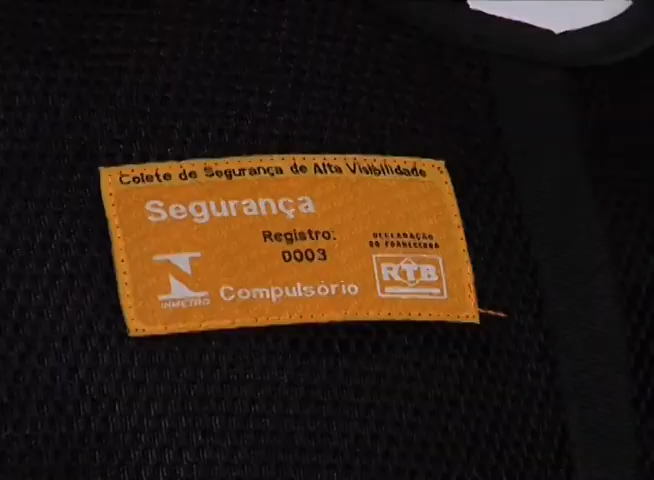 Colete de Segurança de Alta Visibilidade
Segurança
Registro:
0003
DECLARAÇÃO
DO FORNECEDOR
INMETRO
Compulsório
RTB